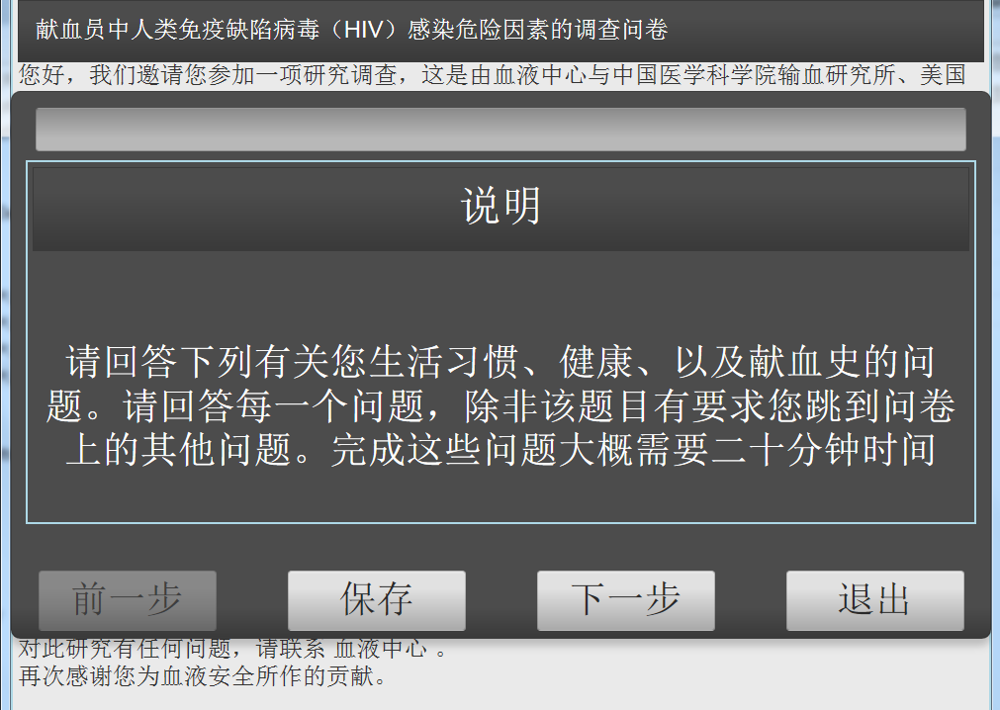 献血员中人类免疫缺陷病毒（HIV）感染危险因素的调查问卷
您好，我们邀请您参加一项研究调查，这是由血液中心与中国医学科学院输血研究所、美国
说明
请回答下列有关您生活习惯、健康、以及献血史的问
题。请回答每一个问题，除非该题目有要求您跳到问卷
上的其他问题。完成这些问题大概需要二十分钟时间
前一步
保存
下一步
退出
对此研究有任何问题，请联系 血液中心 。
再次感谢您为血液安全所作的贡献。